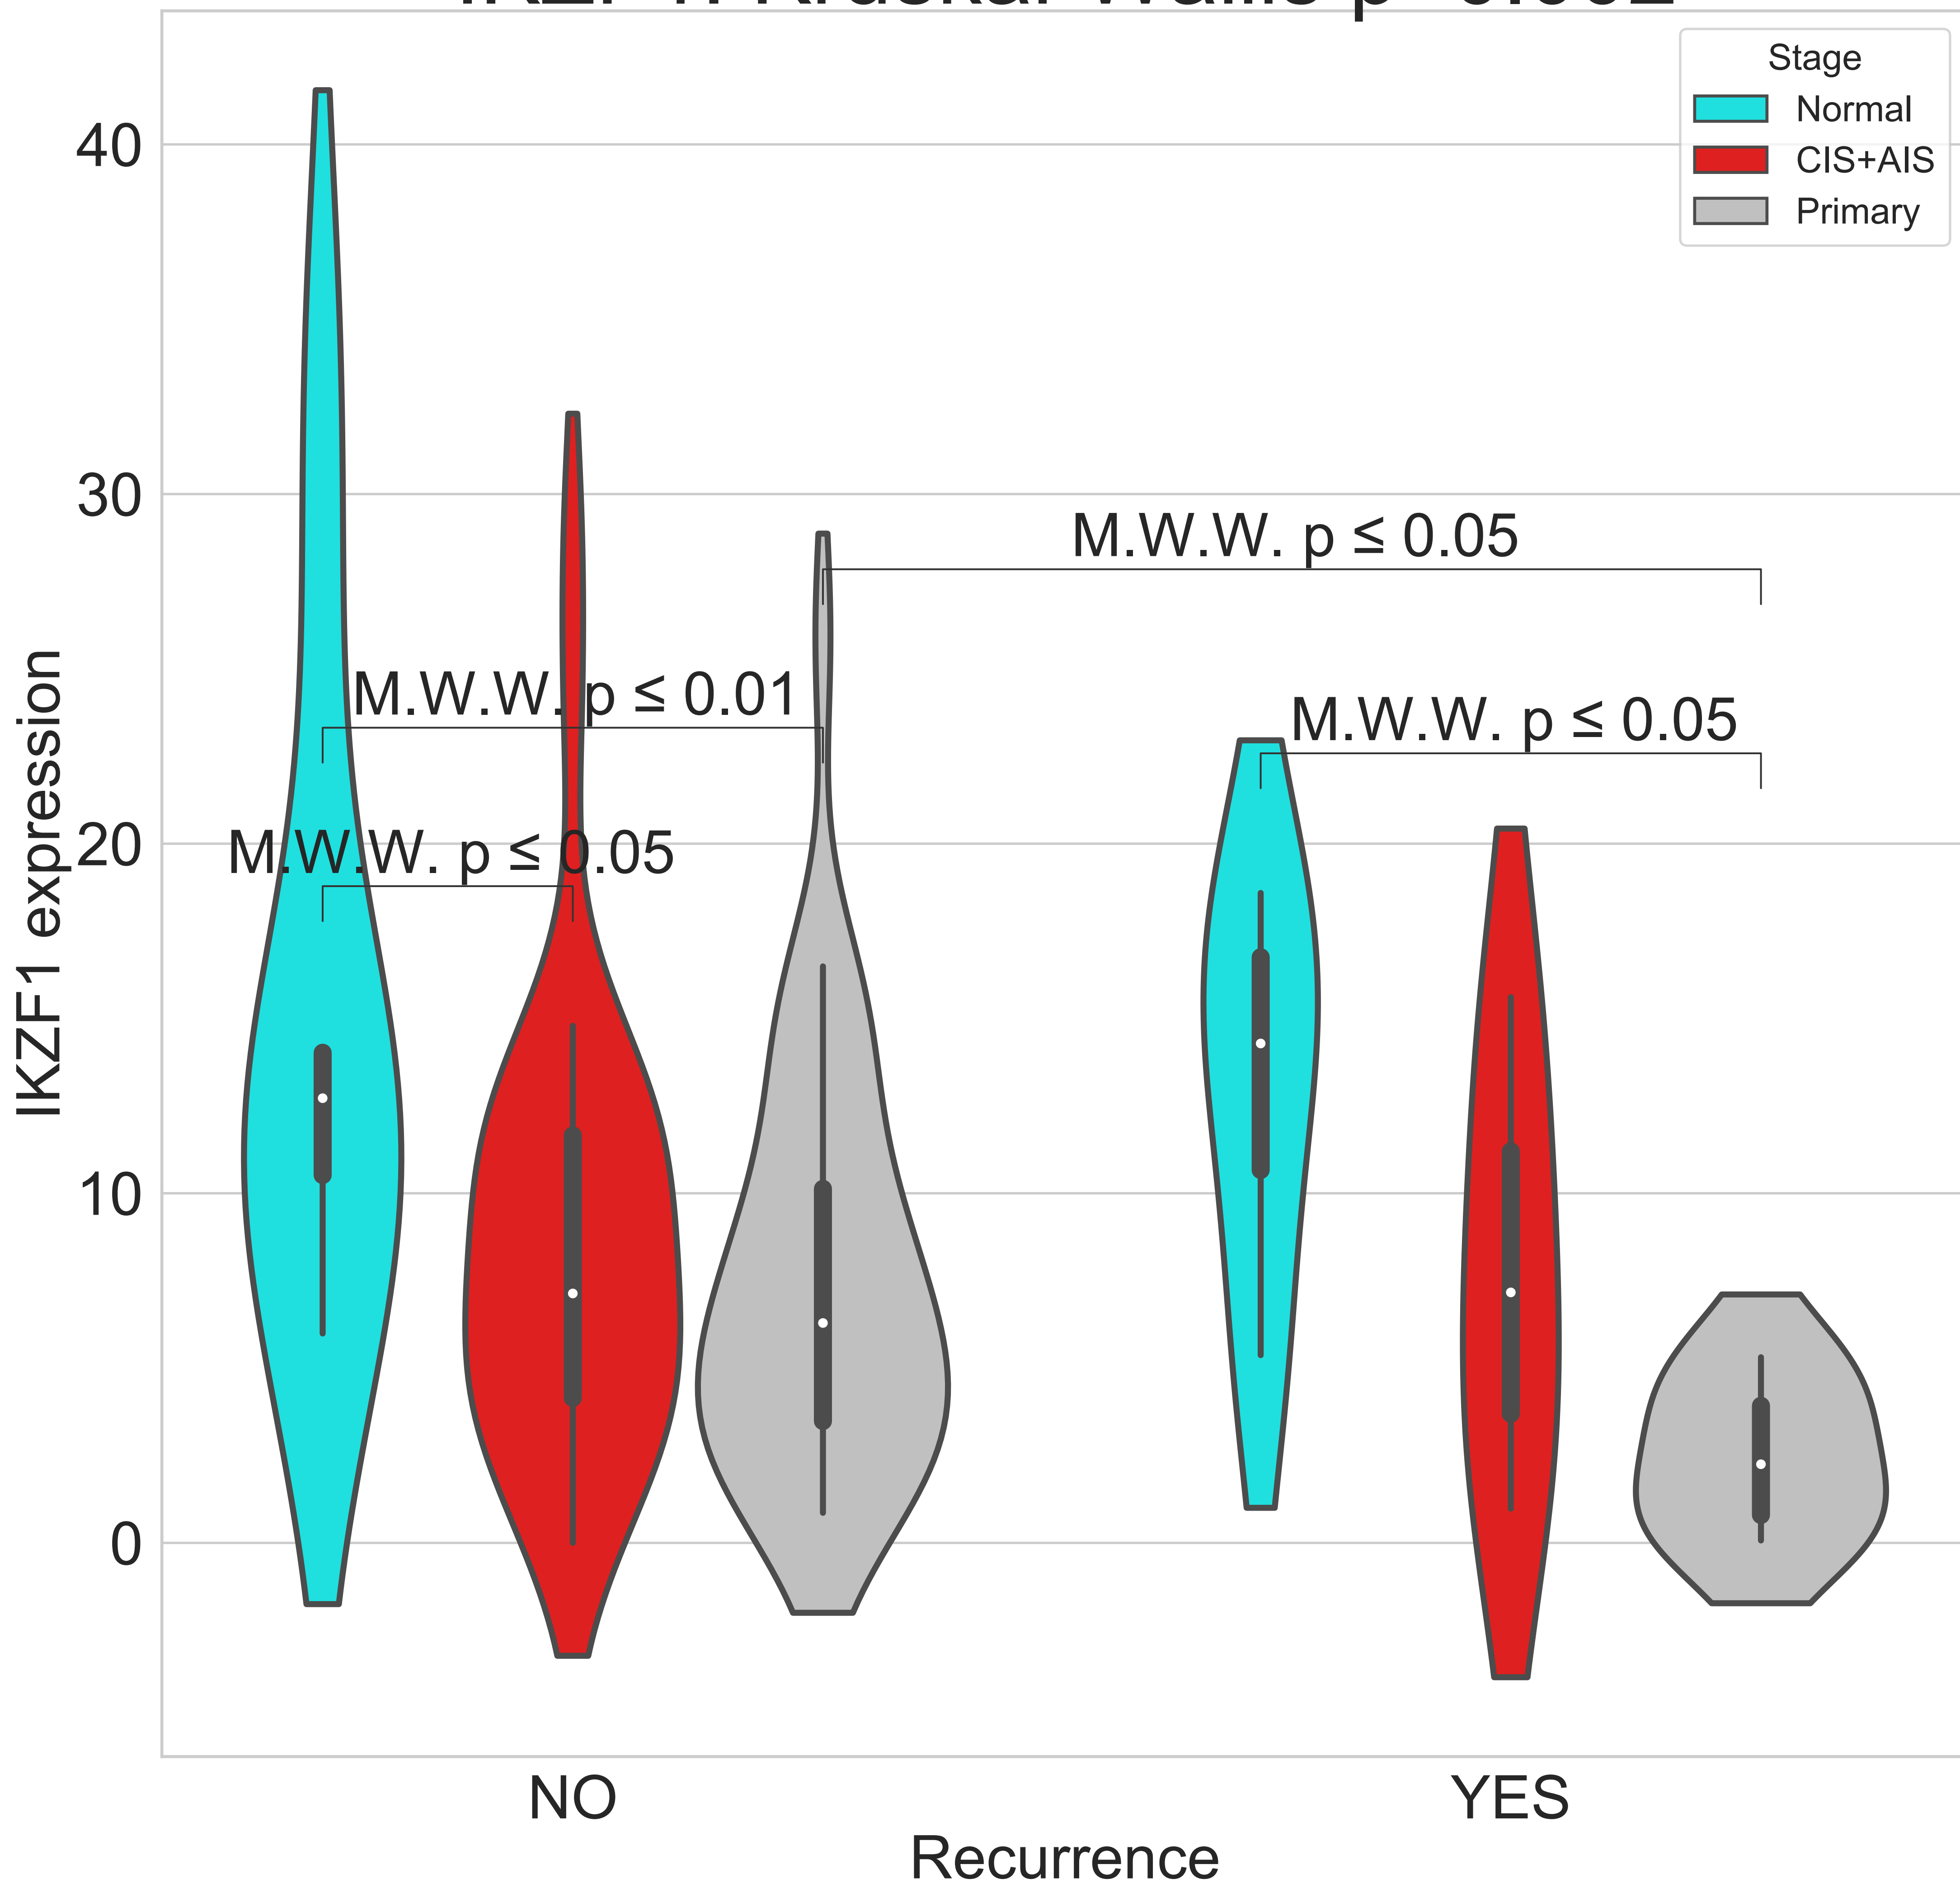 Stage
Normal
CIS+AIS
Primary
40
30
20
10
0
IKZF1 expression
M.W.W. p ≤ 0.05
M.W.W. p ≤ 0.01
M.W.W. p ≤ 0.05
M.W.W. p ≤ 0.05
NO
YES
Recurrence